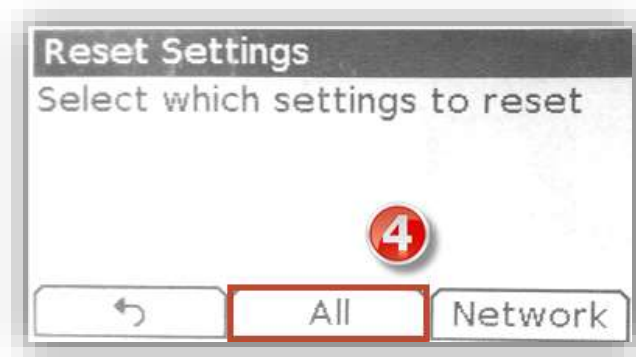 Reset Settings
Select which settings to reset
4
All
Network